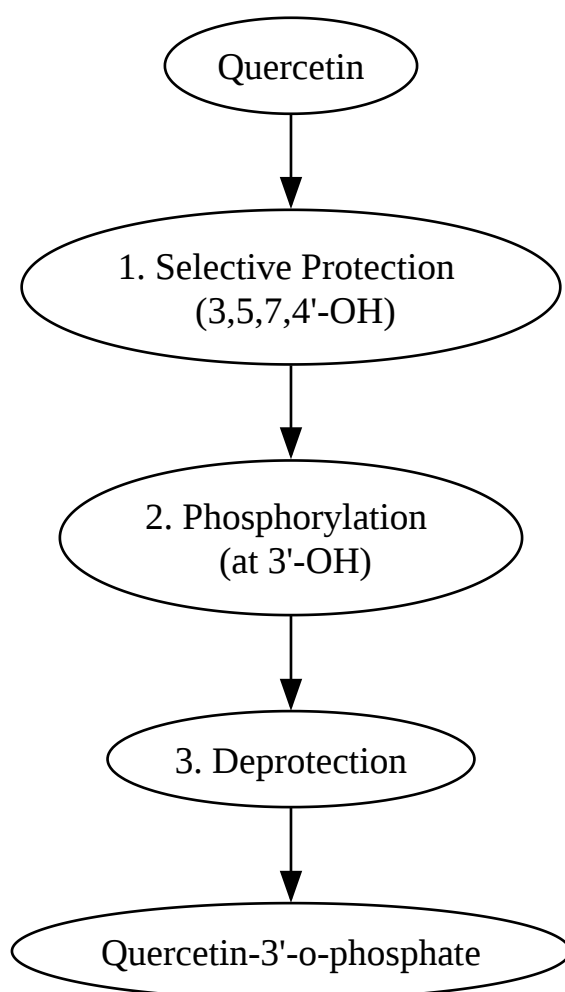 Quercetin
1. Selective Protection
(3,5,7,4'-OH)
2. Phosphorylation
(at 3'-OH)
3. Deprotection
Quercetin-3'-o-phosphate